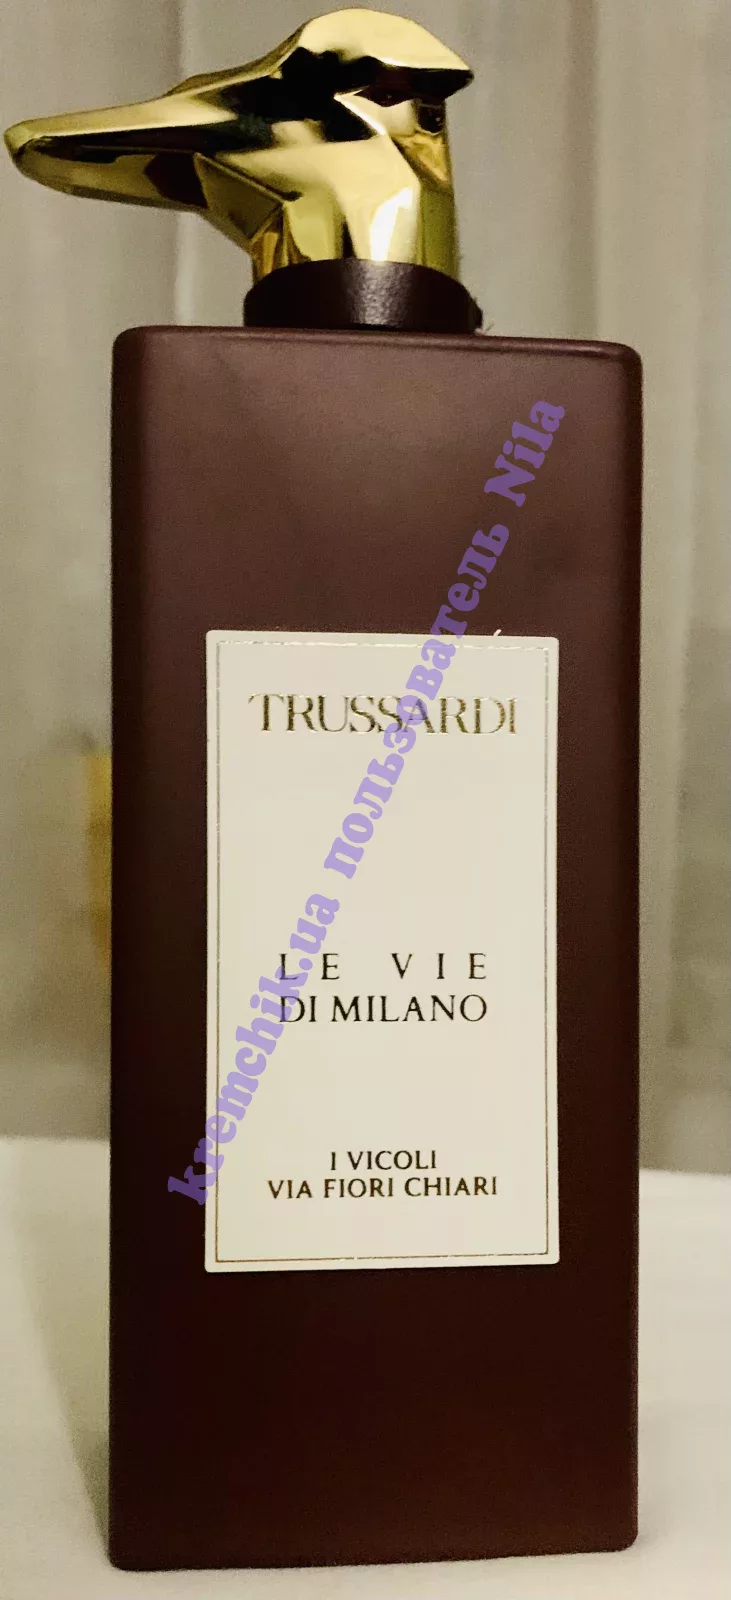 TRUSSARDI
LE VIE
DI MILANO
I VICOLI
VIA FIORI CHIARI
kremchik.ua пользователь Nila